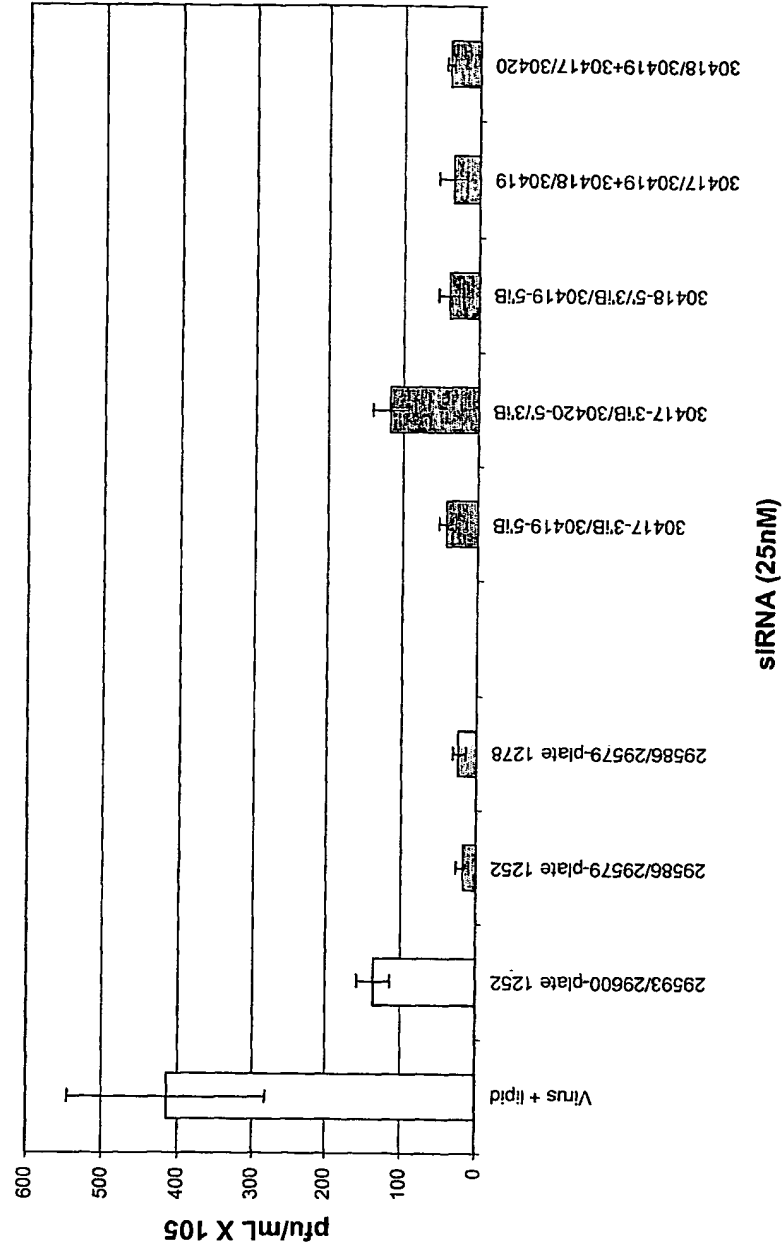 600
500
400
300
200
100
0
pfu/mL X 105
Virus + lipid
29593/29600-plate 1252
29586/29579-plate 1252
29586/29579-plate 1278
30417-3'iB/30419-5'iB
30417-3'iB/30420-5'/3'iB
30418-5'/3'iB/30419-5'iB
30417/30419+30418/30419
30418/30419+30417/30420
siRNA (25nM)